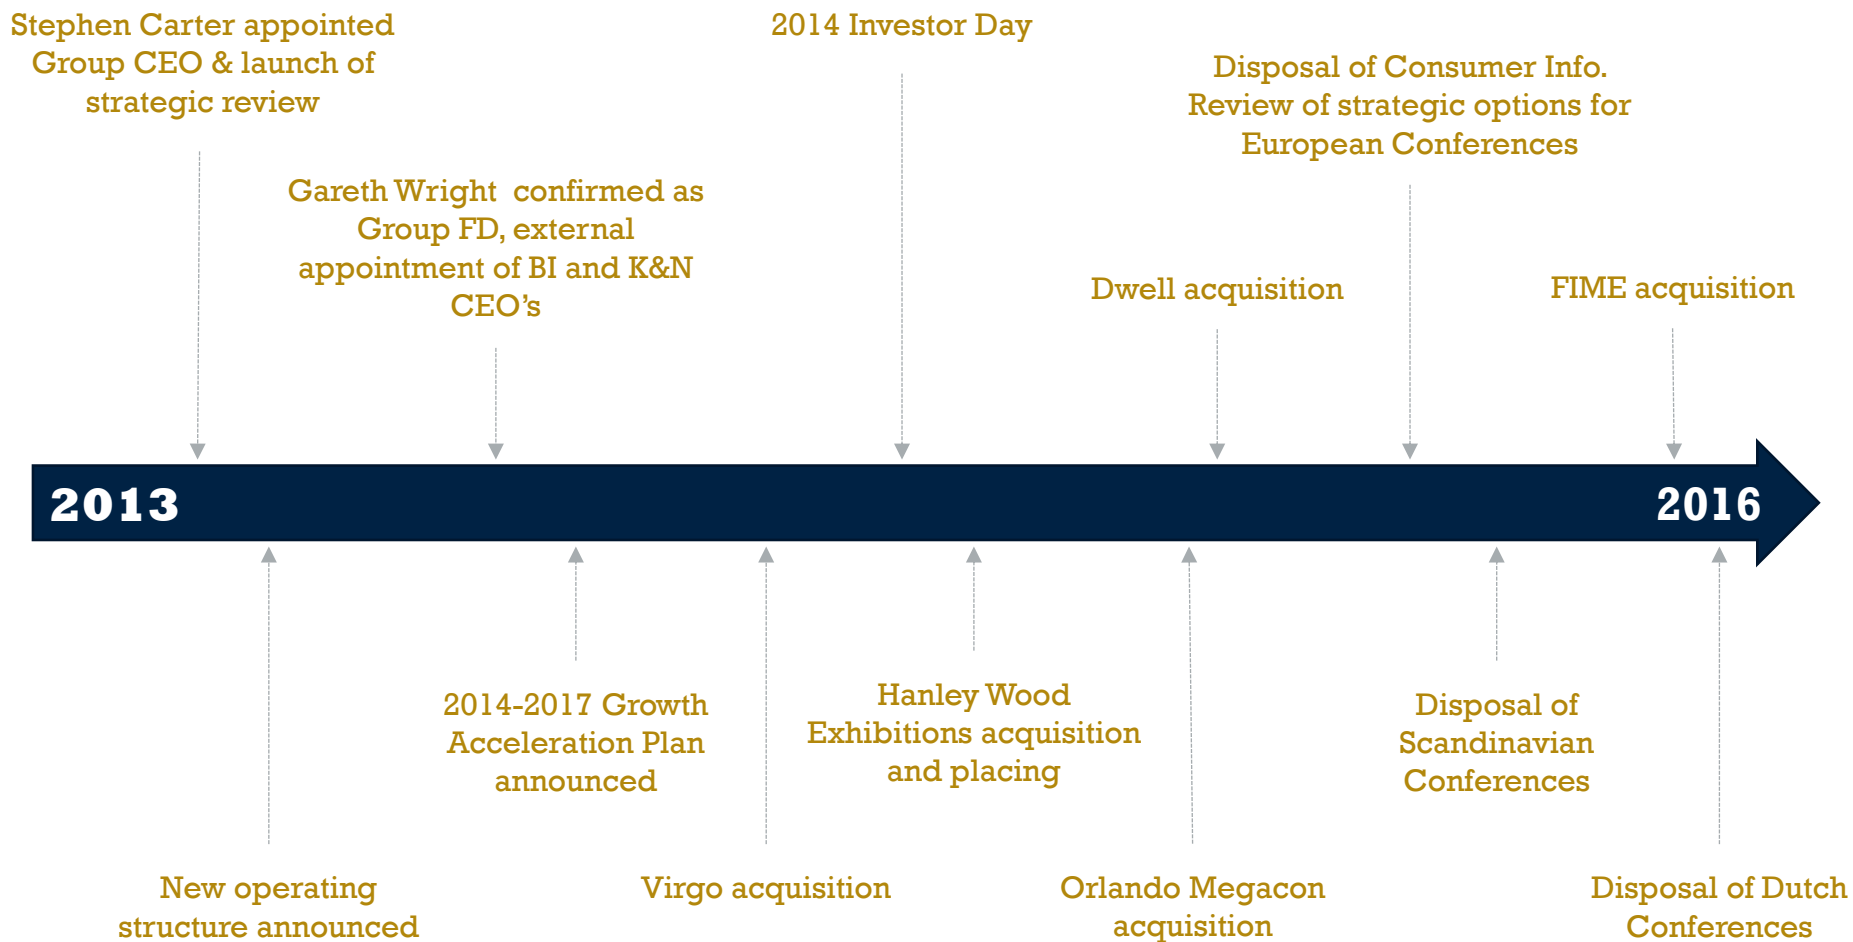 Stephen Carter appointed
Group CEO & launch of
strategic review
2014 Investor Day
Disposal of Consumer Info.
Review of strategic options for
European Conferences
Gareth Wright confirmed as
Group FD, external
appointment of BI and K&N
CEO's
Dwell acquisition
FIME acquisition
2013
2016
2014-2017 Growth
Acceleration Plan
announced
Hanley Wood
Exhibitions acquisition
and placing
Disposal of
Scandinavian
Conferences
New operating
structure announced
Virgo acquisition
Orlando Megacon
acquisition
Disposal of Dutch
Conferences